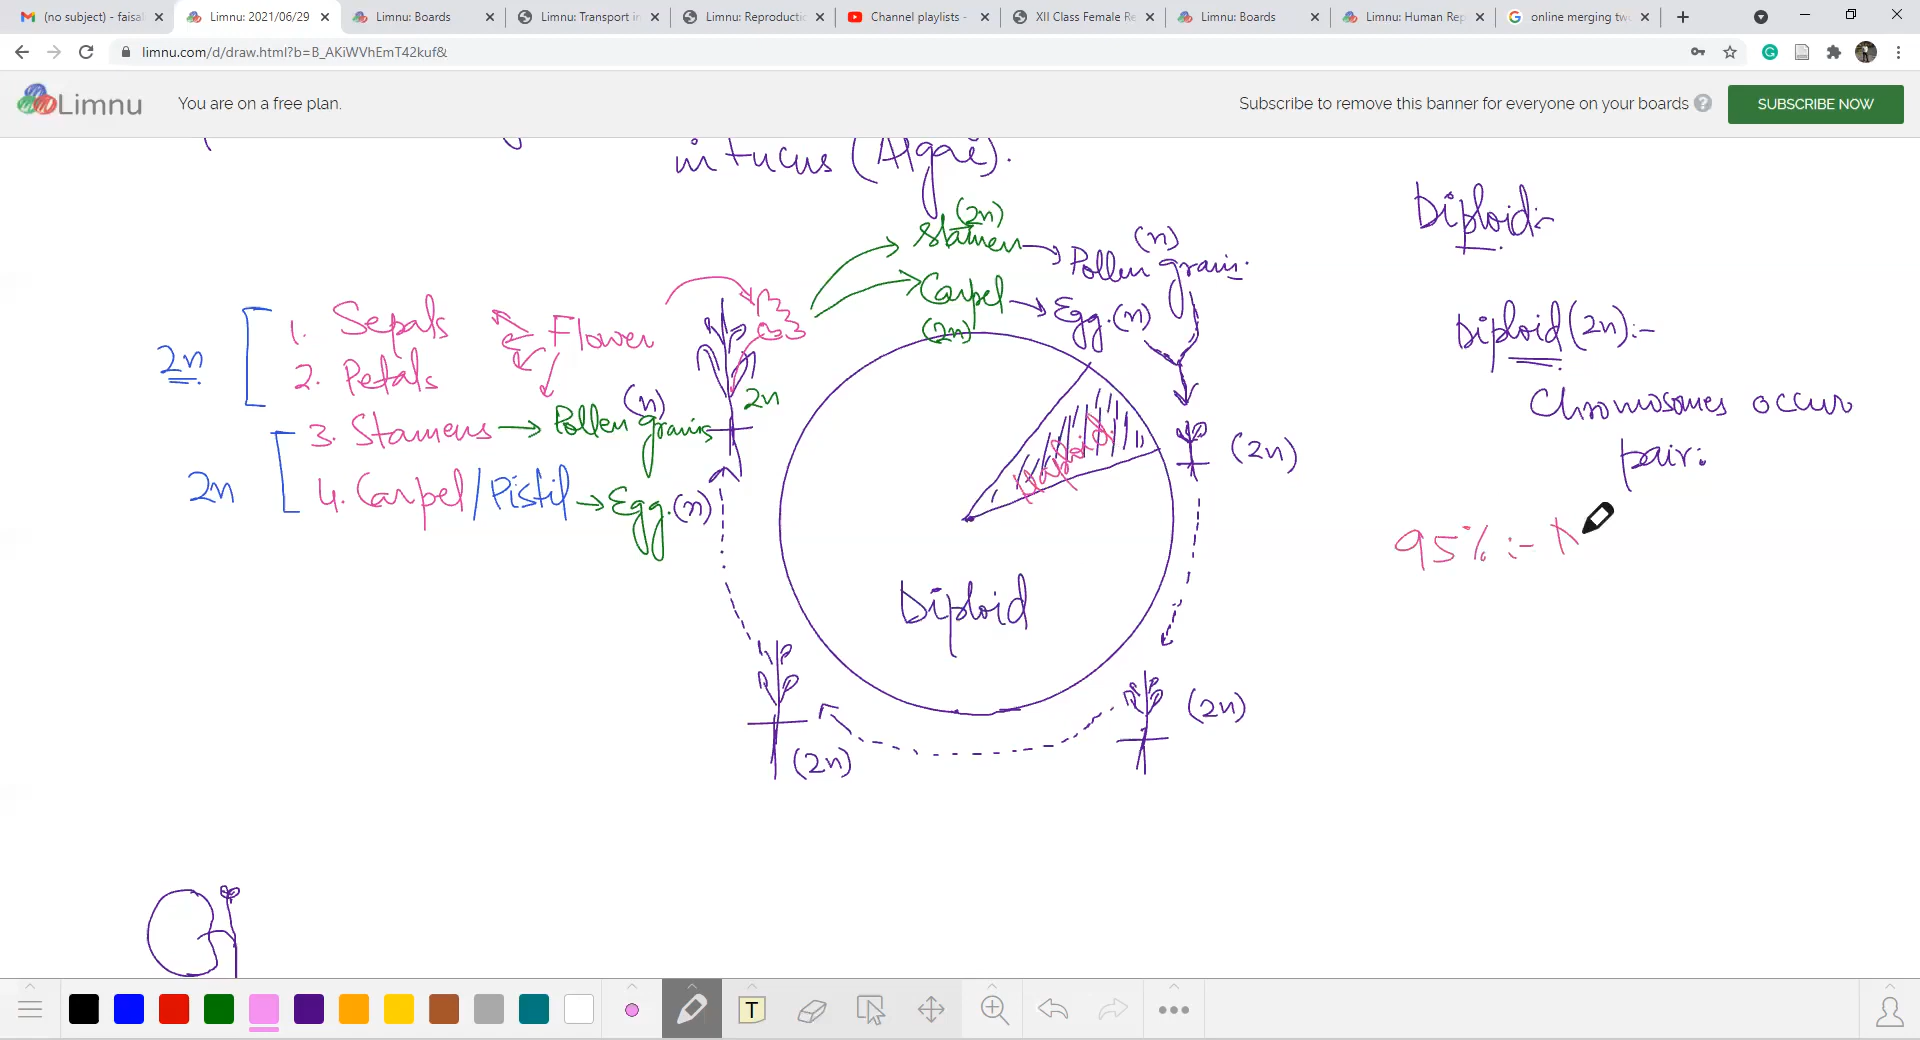 (no subject) - faisal
Limnu: 2021/06/29
Limnu: Boards
Limnu: Transport in
Limnu: Reproductio
Channel playlists -
XII Class Female Re
Limnu: Boards
Limnu: Human Rep
online merging two
limnu.com/d/draw.html?b=B_AKiWVhEmT42kuf&
Limnu
You are on a free plan.
Subscribe to remove this banner for everyone on your boards
SUBSCRIBE NOW
in Fucus (Algae).
(2n)
Stamen
(n)
Pollen grains.
Carpel
(2n)
Egg. (n)
Diploid:-
Diploid (2n):-
Chromosomes occur
pair:
95% :- N
2n
1. Sepals
2. Petals
Flower
3. Stamens → Pollen grains
(n)
2n
4. Carpel/Pistil → Egg. (n)
2n
Haploid
(2n)
Diploid
(2n)
(2n)
T